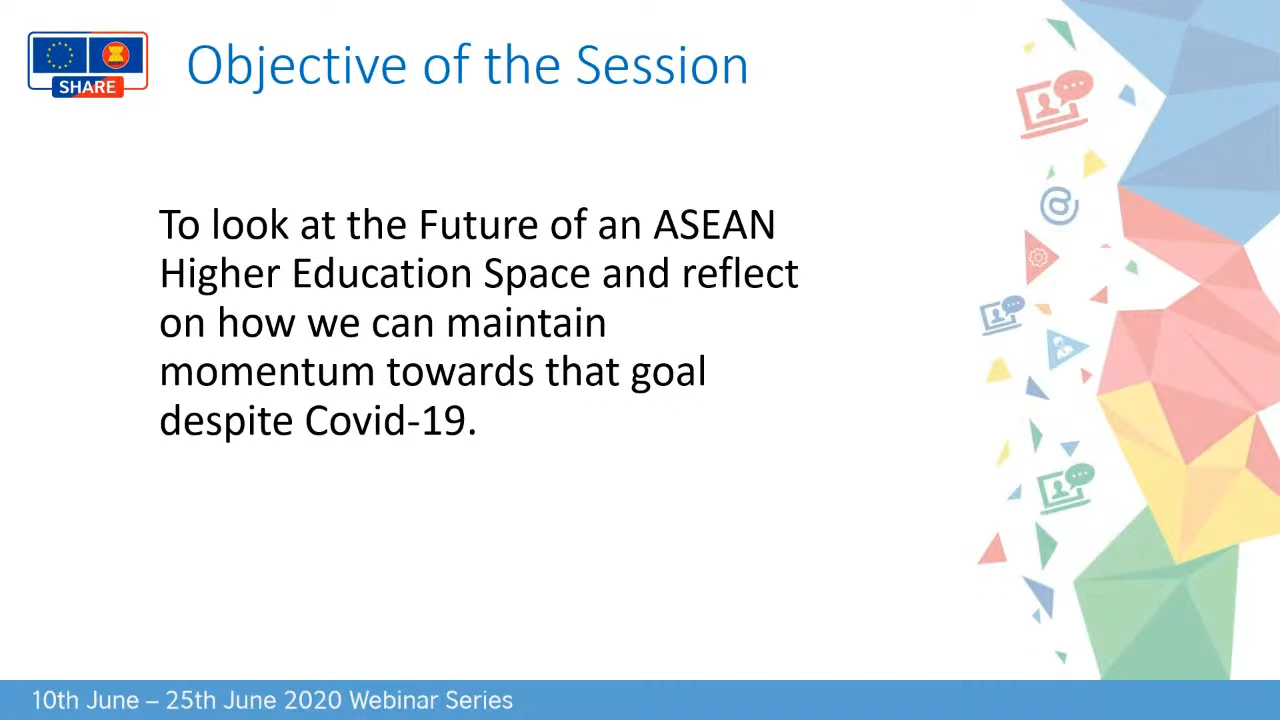 SHARE
Objective of the Session
To look at the Future of an ASEAN
Higher Education Space and reflect
on how we can maintain
momentum towards that goal
despite Covid-19.
@
10th June – 25th June 2020 Webinar Series